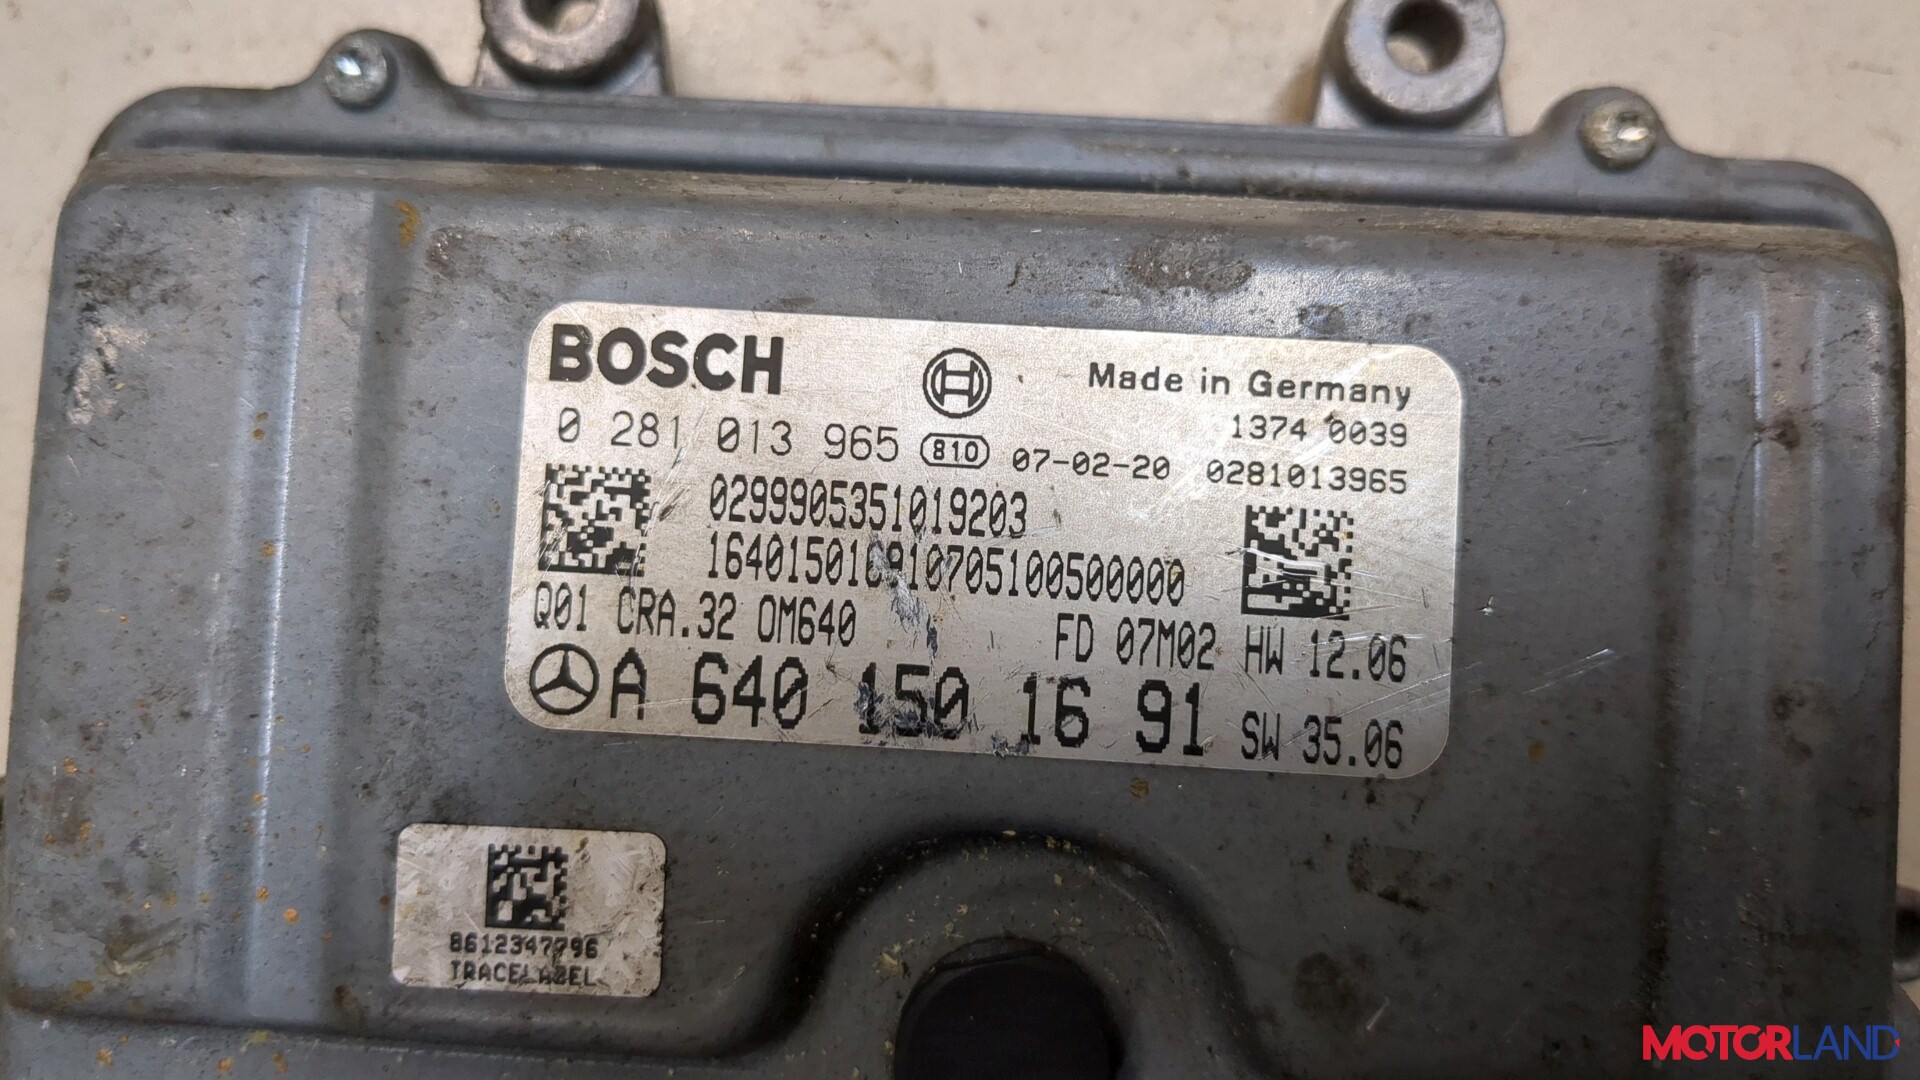 BOSCH
Made in Germany
1374 0039
0 281 013 965 810 07-02-20 0281013965
0299905351019203
164015016910705100500000
Q01 CRA.32 OM640 FD 07M02 HW 12.06
A 640 150 16 91 SW 35.06
8612347796
TRACELABEL
MOTORLAND